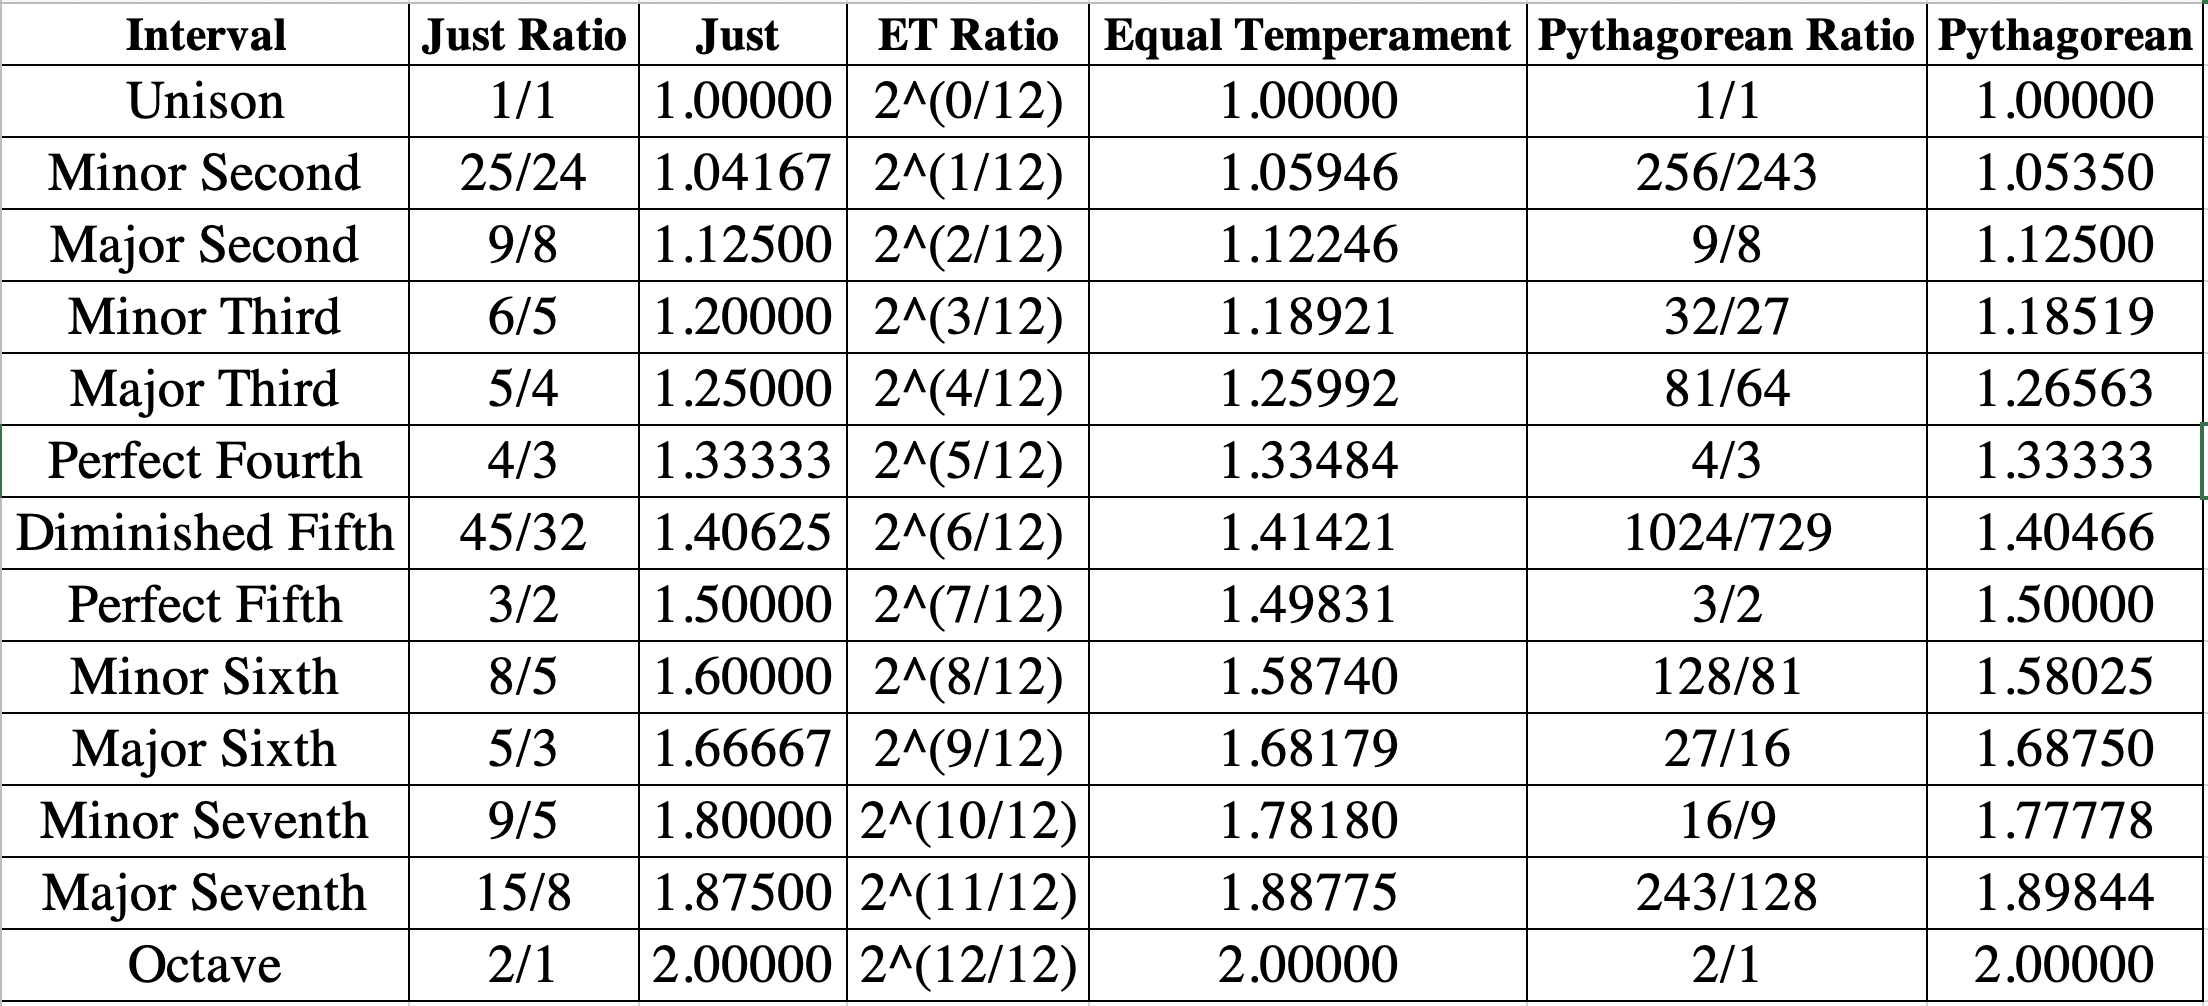 Interval Just Ratio Just ET Ratio Equal Temperament Pythagorean Ratio Pythagorean
Unison 1/1 1.00000 2^(0/12) 1.00000 1/1 1.00000
Minor Second 25/24 1.04167 2^(1/12) 1.05946 256/243 1.05350
Major Second 9/8 1.12500 2^(2/12) 1.12246 9/8 1.12500
Minor Third 6/5 1.20000 2^(3/12) 1.18921 32/27 1.18519
Major Third 5/4 1.25000 2^(4/12) 1.25992 81/64 1.26563
Perfect Fourth 4/3 1.33333 2^(5/12) 1.33484 4/3 1.33333
Diminished Fifth 45/32 1.40625 2^(6/12) 1.41421 1024/729 1.40466
Perfect Fifth 3/2 1.50000 2^(7/12) 1.49831 3/2 1.50000
Minor Sixth 8/5 1.60000 2^(8/12) 1.58740 128/81 1.58025
Major Sixth 5/3 1.66667 2^(9/12) 1.68179 27/16 1.68750
Minor Seventh 9/5 1.80000 2^(10/12) 1.78180 16/9 1.77778
Major Seventh 15/8 1.87500 2^(11/12) 1.88775 243/128 1.89844
Octave 2/1 2.00000 2^(12/12) 2.00000 2/1 2.00000